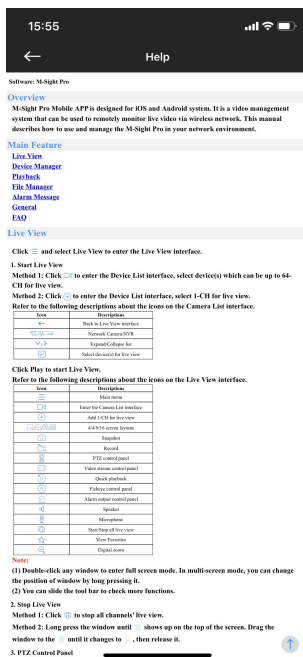 15:55
Help
Software: M-Sight Pro
Overview
M-Sight Pro Mobile APP is designed for iOS and Android system. It is a video management
system that can be used to remotely monitor live video via wireless network. This manual
describes how to use and manage the M-Sight Pro in your network environment.
Main Feature
Live View
Device Manager
Playback
File Manager
Alarm Message
General
FAQ
Live View
Click and select Live View to enter the Live View interface.
1. Start Live View
Method 1: Click to enter the Device List interface, select device(s) which can be up to 64-
CH for live view.
Method 2: Click to enter the Device List interface, select 1-CH for live view.
Refer to the following descriptions about the icons on the Camera List interface.
Icon Descriptions
Back to Live View interface
Network Camera/NVR
Expand/Collapse list
Select device(s) for live view
Click Play to start Live View.
Refer to the following descriptions about the icons on the Live View interface.
Icon Descriptions
Main menu
Enter the Camera List interface
Add 1-CH for live view
4/4/9/16 screen layouts
Snapshot
Record
PTZ control panel
Video stream control panel
Quick playback
Fisheye control panel
Alarm output control panel
Speaker
Microphone
Start/Stop all live view
View Favorites
Digital zoom
Note:
(1) Double-click any window to enter full screen mode. In multi-screen mode, you can change
the position of window by long pressing it.
(2) You can slide the tool bar to check more functions.
2. Stop Live View
Method 1: Click to stop all channels' live view.
Method 2: Long press the window until shows up on the top of the screen. Drag the
window to the until it changes to , then release it.
3. PTZ Control Panel